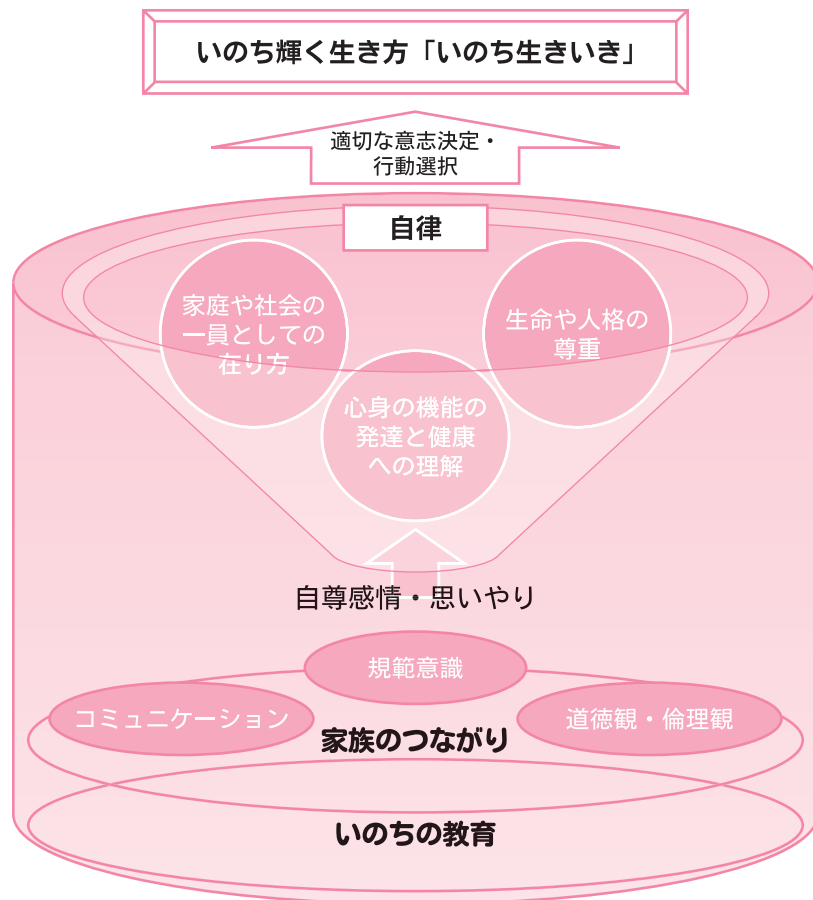 いのち輝く生き方「いのち生きいき」
適切な意志決定・
行動選択
自律
家庭や社会の
一員としての
在り方
生命や人格の
尊重
心身の機能の
発達と健康
への理解
自尊感情・思いやり
規範意識
コミュニケーション
道徳観・倫理観
家族のつながり
いのちの教育